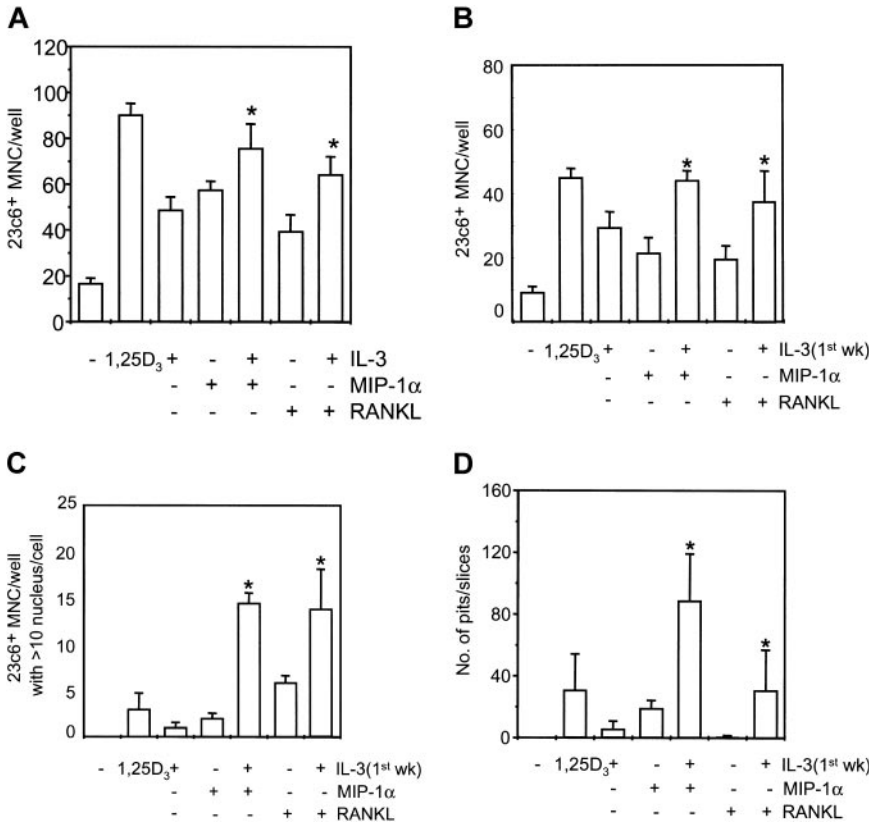 A
23c6⁺ MNC/well
120
100
80
60
40
20
0
*
*
- 1,25D₃ + - + - + IL-3
- + + - - MIP-1α
- - - + + RANKL
B
23c6⁺ MNC/well
80
60
40
20
0
*
*
- 1,25D₃ + - + - + IL-3(1ˢᵗ wk)
- + + - - MIP-1α
- - - + + RANKL
C
23c6⁺ MNC/well
with >10 nucleus/cell
25
20
15
10
5
0
*
*
- 1,25D₃+ - + - + IL-3(1ˢᵗ wk)
- + + - - MIP-1α
- - - + + RANKL
D
No. of pits/slices
160
120
80
40
0
*
*
- 1,25D₃+ - + - + IL-3(1ˢᵗ wk)
- + + - - MIP-1α
- - - + + RANKL